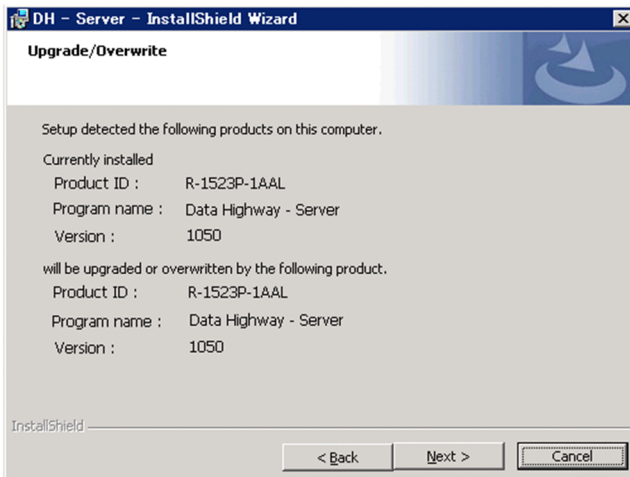 DH - Server - InstallShield Wizard
Upgrade/Overwrite
Setup detected the following products on this computer.
Currently installed
Product ID : R-1523P-1AAL
Program name : Data Highway - Server
Version : 1050
will be upgraded or overwritten by the following product.
Product ID : R-1523P-1AAL
Program name : Data Highway - Server
Version : 1050
InstallShield
< Back Next > Cancel